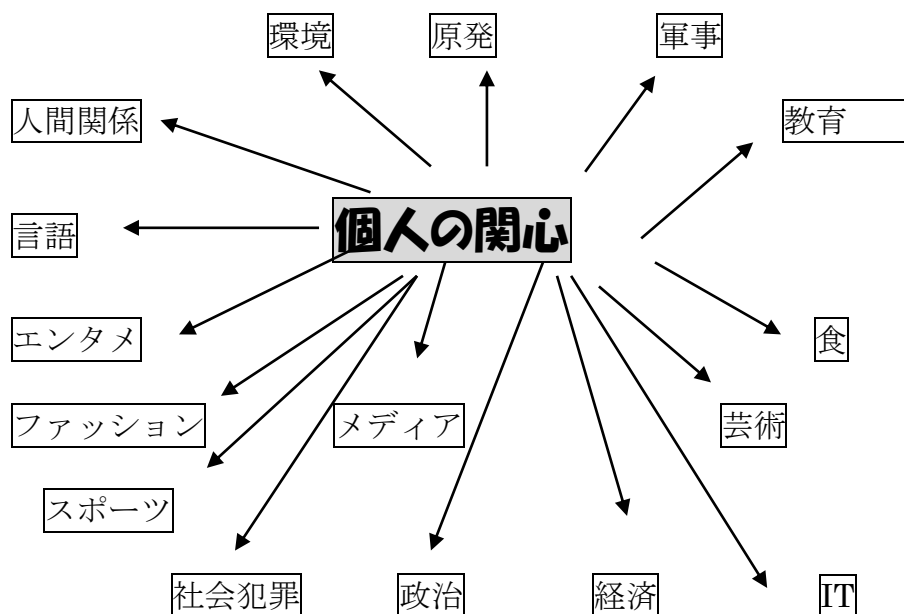 環境
原発
軍事
人間関係
教育
個人の関心
言語
エンタメ
食
ファッション
メディア
芸術
スポーツ
社会犯罪
政治
経済
IT